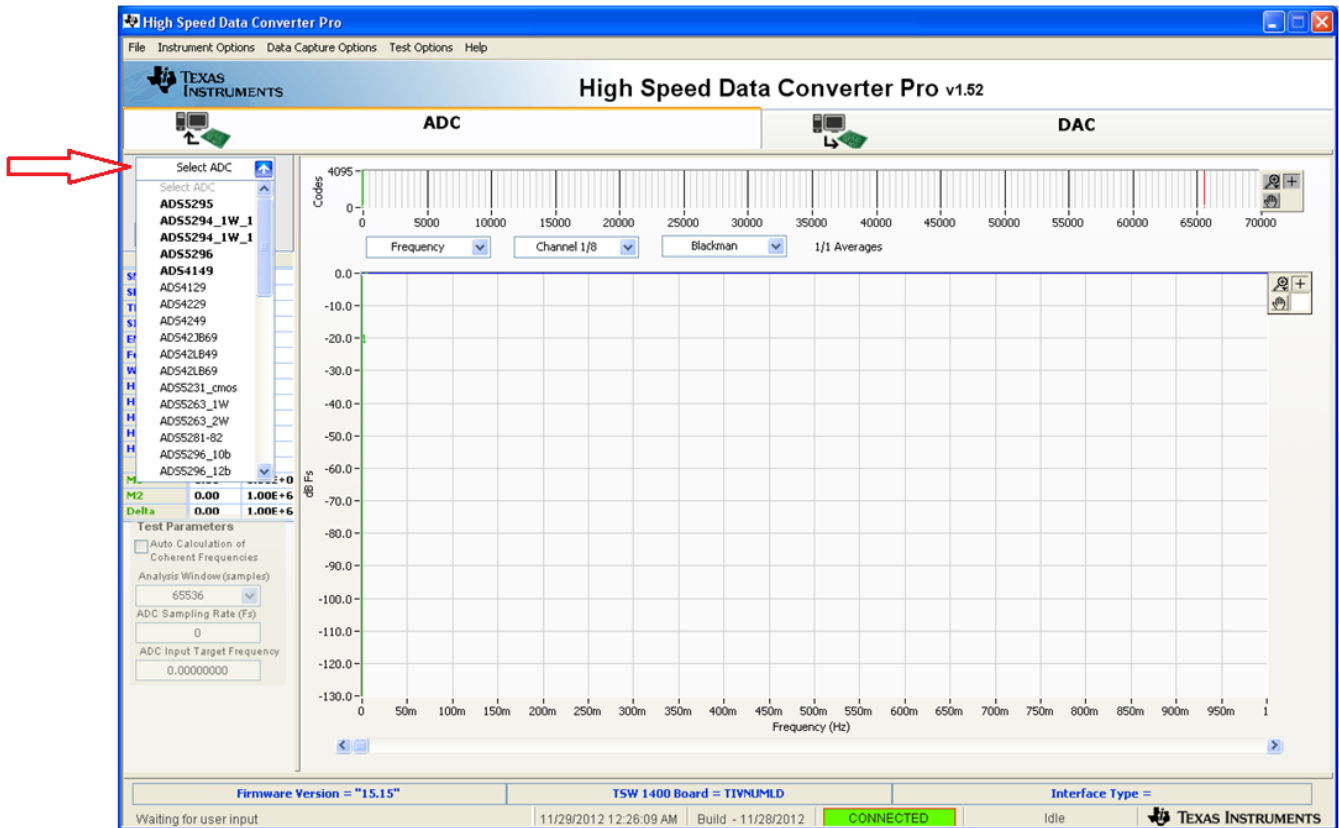 High Speed Data Converter Pro
File Instrument Options Data Capture Options Test Options Help
TEXAS INSTRUMENTS
High Speed Data Converter Pro v1.52
ADC
DAC
Select ADC
Select ADC
ADS5295
ADS5294_1W_1
ADS5294_1W_1
ADS5296
ADS4149
ADS4129
ADS4229
ADS4249
ADS42JB69
ADS42LB49
ADS42LB69
ADS5231_cmos
ADS5263_1W
ADS5263_2W
ADS5281-82
ADS5296_10b
ADS5296_12b
M2 0.00 1.00E+6
Delta 0.00 1.00E+6
Test Parameters
Auto Calculation of
Coherent Frequencies
Analysis Window (samples)
65536
ADC Sampling Rate (Fs)
0
ADC Input Target Frequency
0.00000000
Codes
4095
0
0 5000 10000 15000 20000 25000 30000 35000 40000 45000 50000 55000 60000 65000 70000
Frequency Channel 1/8 Blackman 1/1 Averages
dB Fs
0.0
-10.0
-20.0
1
-30.0
-40.0
-50.0
-60.0
-70.0
-80.0
-90.0
-100.0
-110.0
-120.0
-130.0
0 50m 100m 150m 200m 250m 300m 350m 400m 450m 500m 550m 600m 650m 700m 750m 800m 850m 900m 950m 1
Frequency (Hz)
Firmware Version = "15.15" TSW 1400 Board = TIVNUMLD Interface Type =
Waiting for user input 11/29/2012 12:26:09 AM Build - 11/28/2012 CONNECTED Idle TEXAS INSTRUMENTS